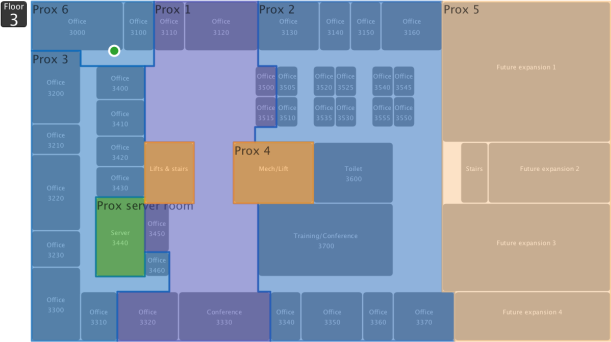 Floor
3
Prox 6
Prox 1
Prox 2
Prox 5
Office
3000
Office
3100
Office
3110
Office
3120
Office
3130
Office
3140
Office
3150
Office
3160
Prox 3
Office
3200
Office
3400
Office
3500
Office
3505
Office
3520
Office
3525
Office
3540
Office
3545
Future expansion 1
Office
3410
Office
3515
Office
3510
Office
3535
Office
3530
Office
3555
Office
3550
Office
3210
Office
3420
Prox 4
Lifts & stairs
Mech/Lift
Toilet
3600
Stairs
Future expansion 2
Office
3430
Office
3220
Prox server room
Server
3440
Office
3450
Training/Conference
3700
Future expansion 3
Office
3230
Office
3460
Office
3300
Office
3310
Office
3320
Conference
3330
Office
3340
Office
3350
Office
3360
Office
3370
Future expansion 4